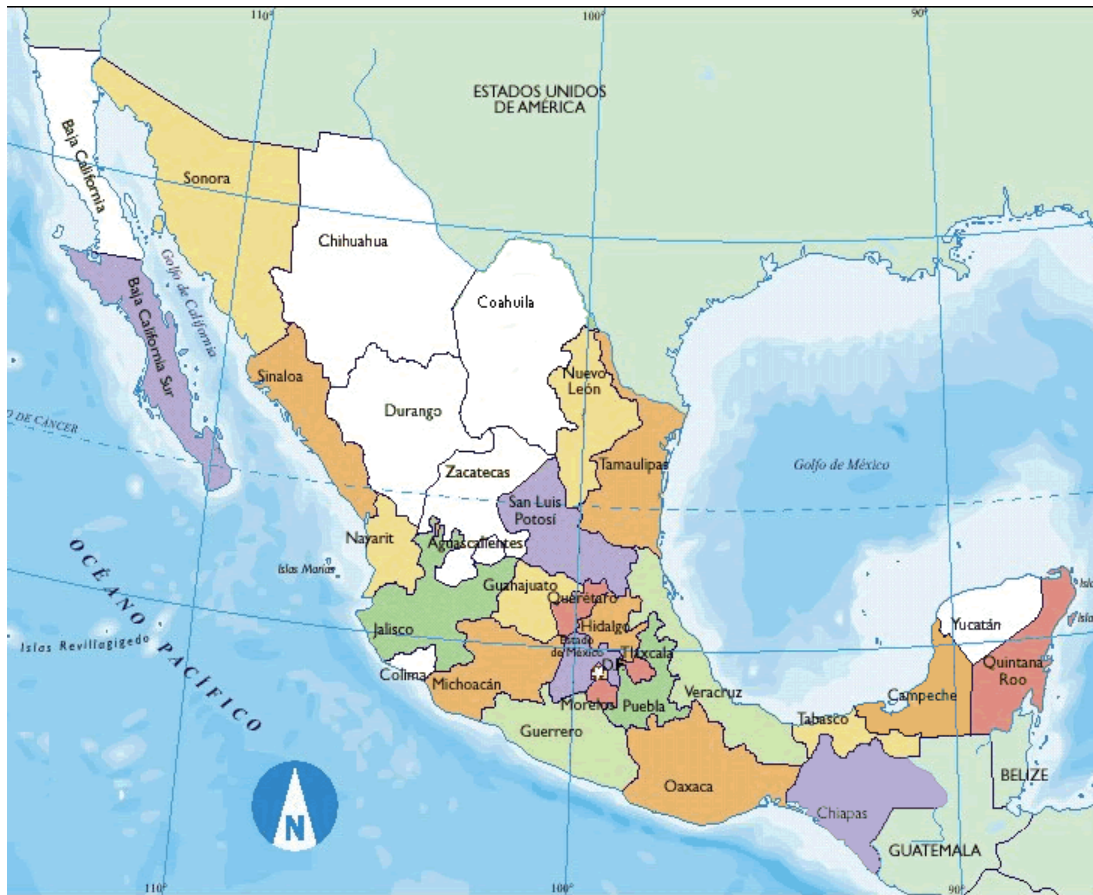 110°
100°
90°
ESTADOS UNIDOS
DE AMÉRICA
Baja California
Sonora
Chihuahua
Golfo de California
Coahuila
Baja California Sur
Sinaloa
Nuevo
León
Durango
O DE CÁNCER
Zacatecas
Tamaulipas
Golfo de México
San Luis
Potosí
Nayarit
Aguascalientes
OCÉANO PACÍFICO
Islas Marías
Guahajuato
Querétaro
Islas
Hidalgo
Islas
Jalisco
Yucatán
Islas Revillagigedo
Estado
de México
Tlaxcala
D.F.
Quintana
Roo
Colima
Michoacán
Campeche
Veracruz
Morelos
Puebla
Tabasco
Guerrero
Oaxaca
BELIZE
Chiapas
N
GUATEMALA
110°
100°
90°